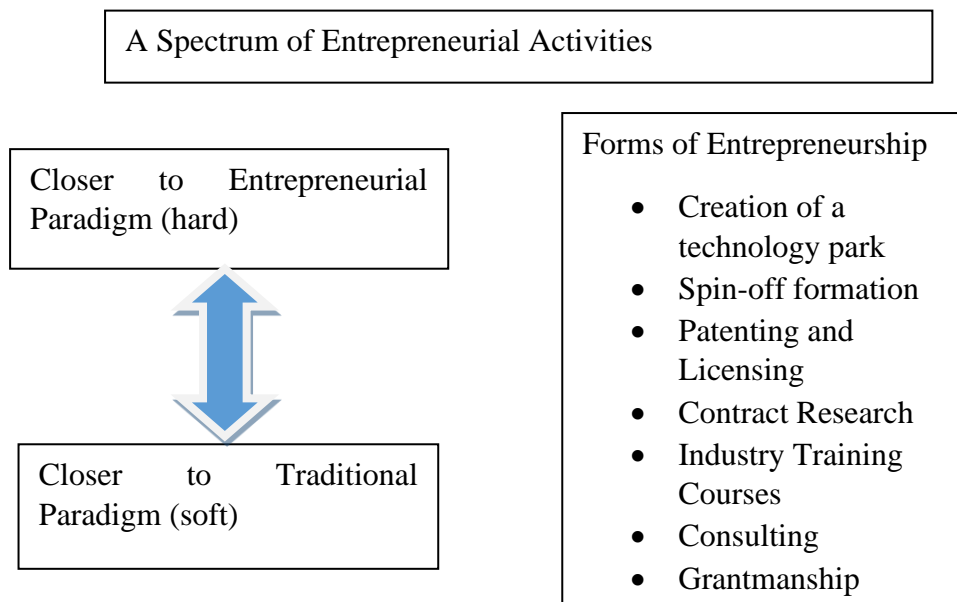 A Spectrum of Entrepreneurial Activities
Closer to Entrepreneurial
Paradigm (hard)
Closer to Traditional
Paradigm (soft)
Forms of Entrepreneurship
• Creation of a
technology park
• Spin-off formation
• Patenting and
Licensing
• Contract Research
• Industry Training
Courses
• Consulting
• Grantmanship